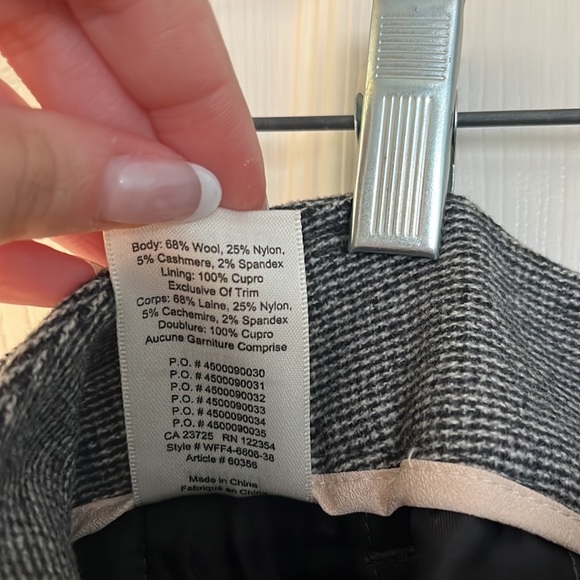 Body: 68% Wool, 25% Nylon,
5% Cashmere, 2% Spandex
Lining: 100% Cupro
Exclusive Of Trim
Corps: 68% Laine, 25% Nylon,
5% Cachemire, 2% Spandex
Doublure: 100% Cupro
Aucune Garniture Comprise
P.O. # 4500090030
P.O. # 4500090031
P.O. # 4500090032
P.O. # 4500090033
P.O. # 4500090034
P.O. # 4500090035
CA 23725 RN 122354
Style # WFF4-6606-38
Article # 60356
Made in China
Fabriqué en Chine